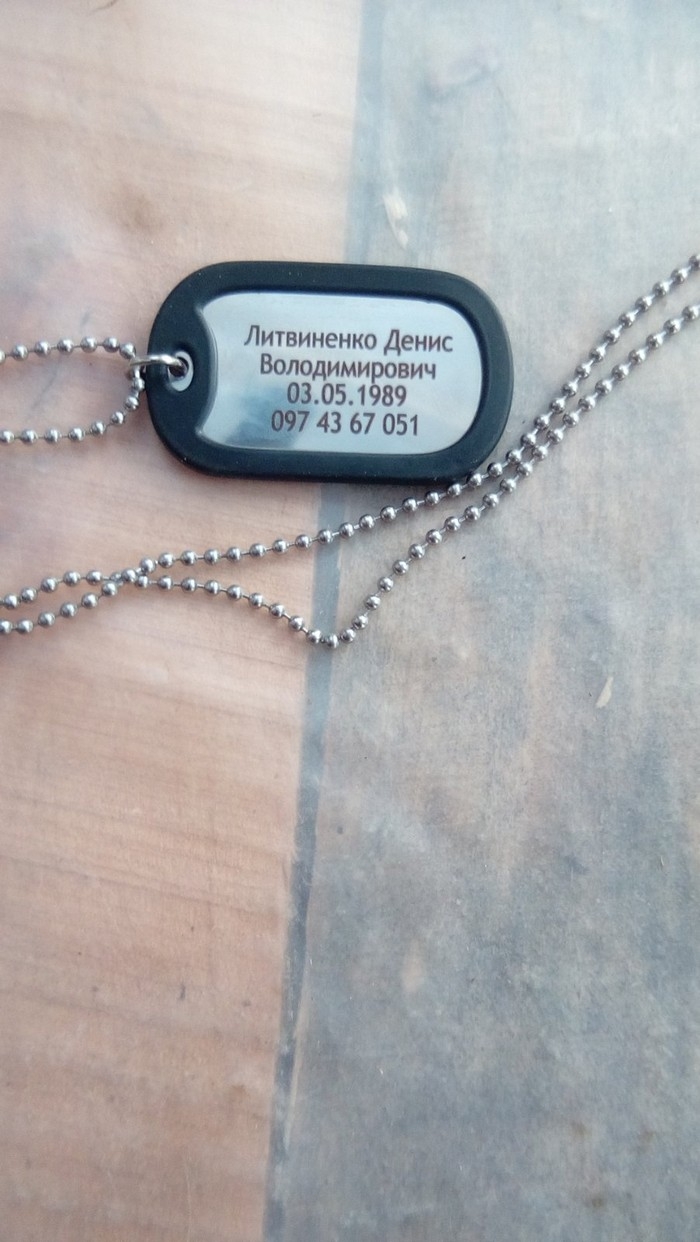 Литвиненко Денис
Володимирович
03.05.1989
097 43 67 051